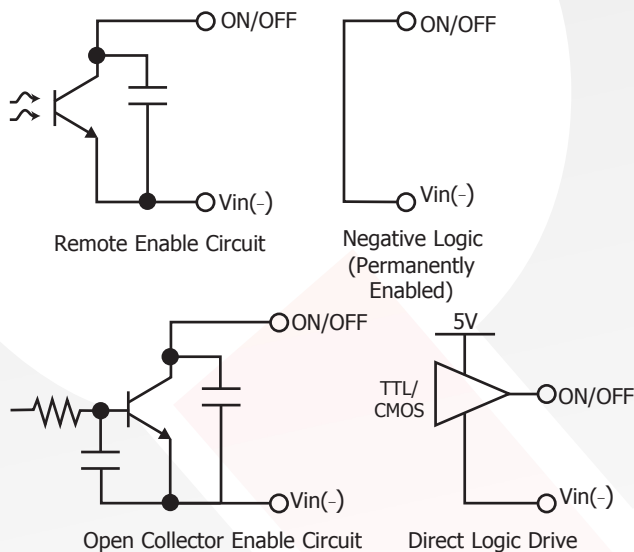 ON/OFF
Vin(-)
Remote Enable Circuit
ON/OFF
Vin(-)
Negative Logic
(Permanently
Enabled)
ON/OFF
Vin(-)
Open Collector Enable Circuit
5V
TTL/
CMOS
ON/OFF
Vin(-)
Direct Logic Drive